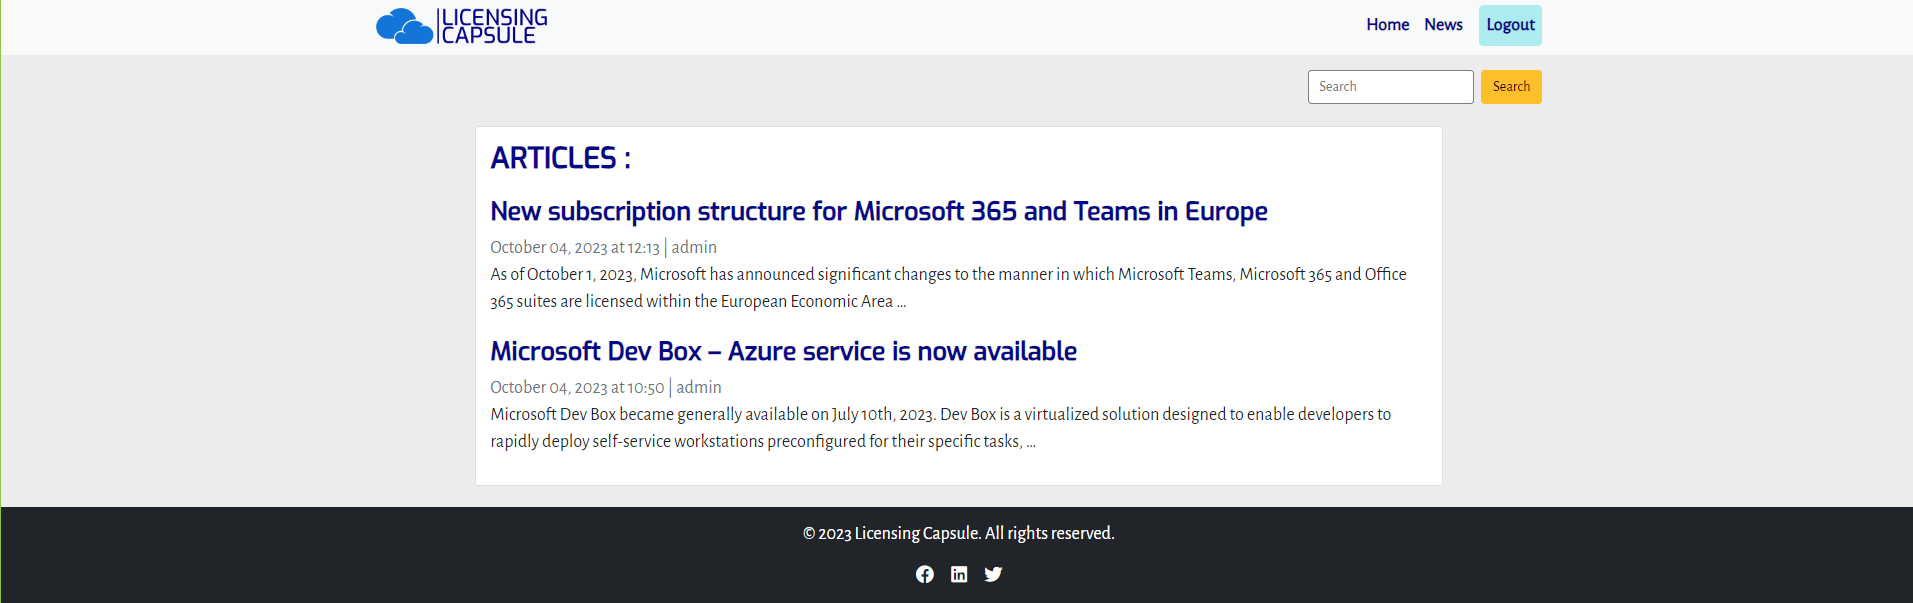 LICENSING
CAPSULE
Home News Logout
Search Search
ARTICLES :
New subscription structure for Microsoft 365 and Teams in Europe
October 04, 2023 at 12:13 | admin
As of October 1, 2023, Microsoft has announced significant changes to the manner in which Microsoft Teams, Microsoft 365 and Office
365 suites are licensed within the European Economic Area ...
Microsoft Dev Box – Azure service is now available
October 04, 2023 at 10:50 | admin
Microsoft Dev Box became generally available on July 10th, 2023. Dev Box is a virtualized solution designed to enable developers to
rapidly deploy self-service workstations preconfigured for their specific tasks, ...
© 2023 Licensing Capsule. All rights reserved.